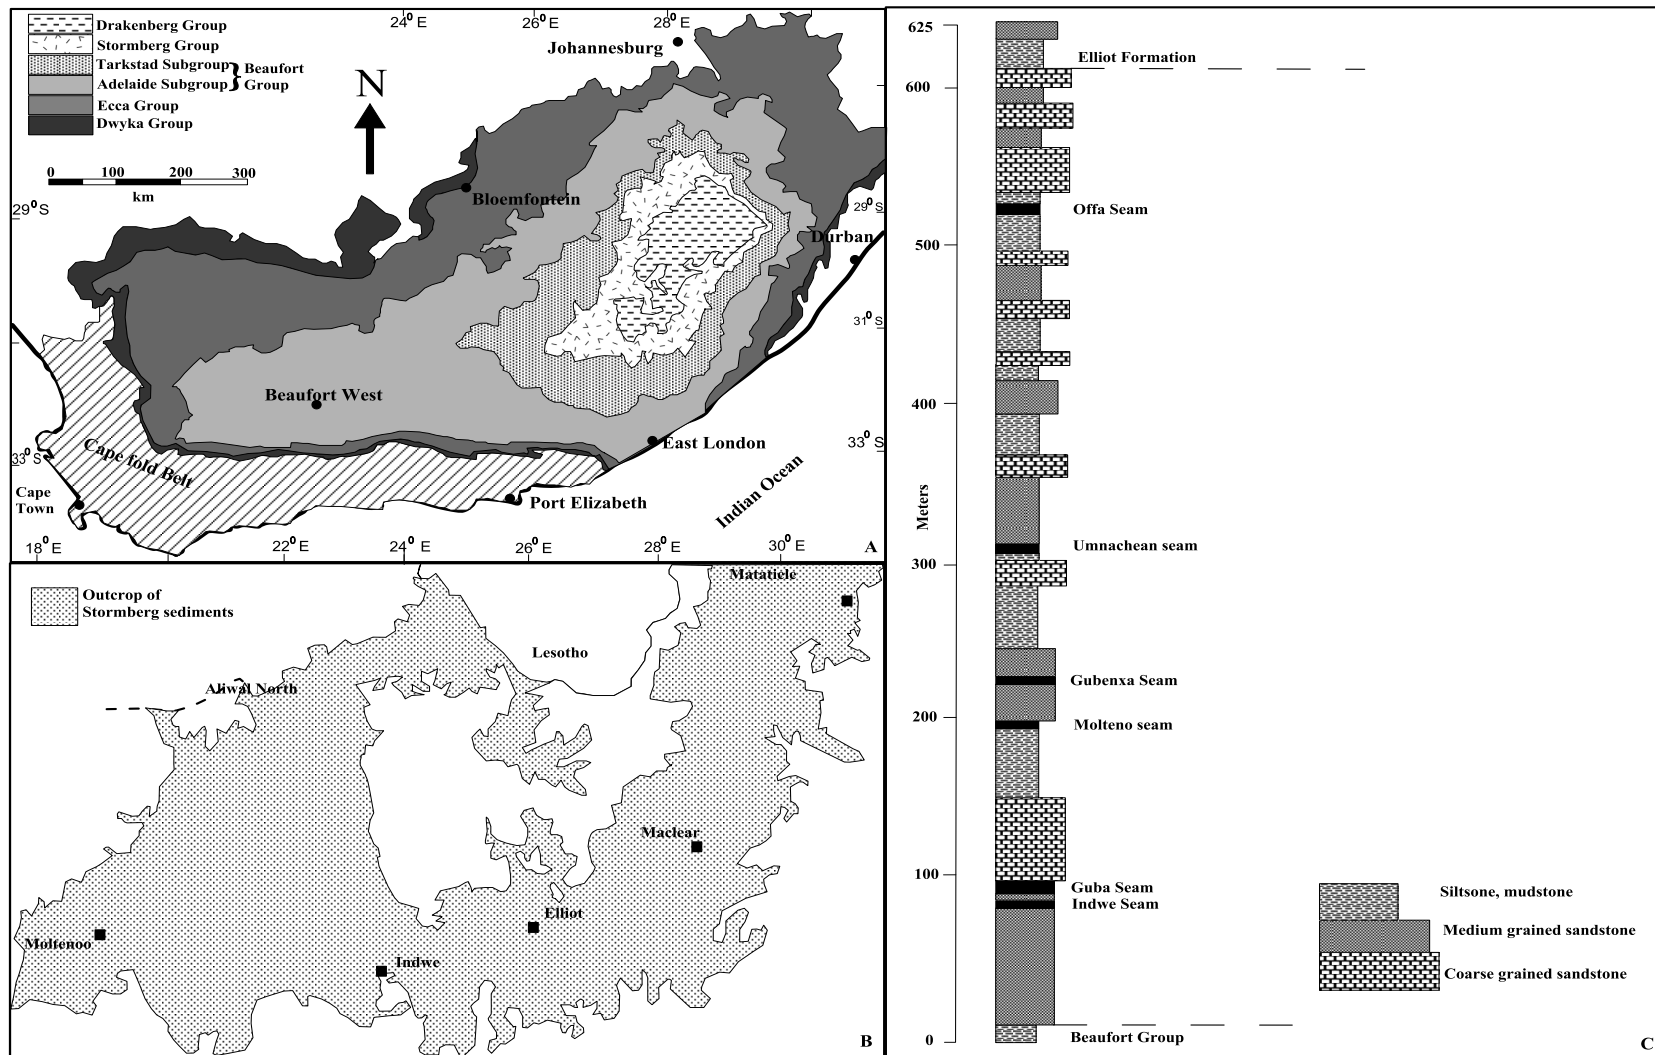 24⁰ E
26⁰ E
28⁰ E
Drakenberg Group
Stormberg Group
Tarkstad Subgroup
Adelaide Subgroup
} Beaufort
Group
Ecca Group
Dwyka Group
N
Johannesburg
0 100 200 300
km
Bloemfontein
29⁰ S
29⁰ S
Durban
31⁰ S
Beaufort West
East London
33⁰ S
33⁰ S
Cape fold Belt
Cape
Town
Port Elizabeth
Indian Ocean
18⁰ E
22⁰ E
24⁰ E
26⁰ E
28⁰ E
30⁰ E
A
Outcrop of
Stormberg sediments
Matatiele
Lesotho
Aliwal North
Maclear
Elliot
Moltenoo
Indwe
B
625
Elliot Formation
600
Offa Seam
500
400
Meters
Umnachean seam
300
Gubenxa Seam
200
Molteno seam
100
Guba Seam
Indwe Seam
Siltsone, mudstone
Medium grained sandstone
Coarse grained sandstone
0
Beaufort Group
C